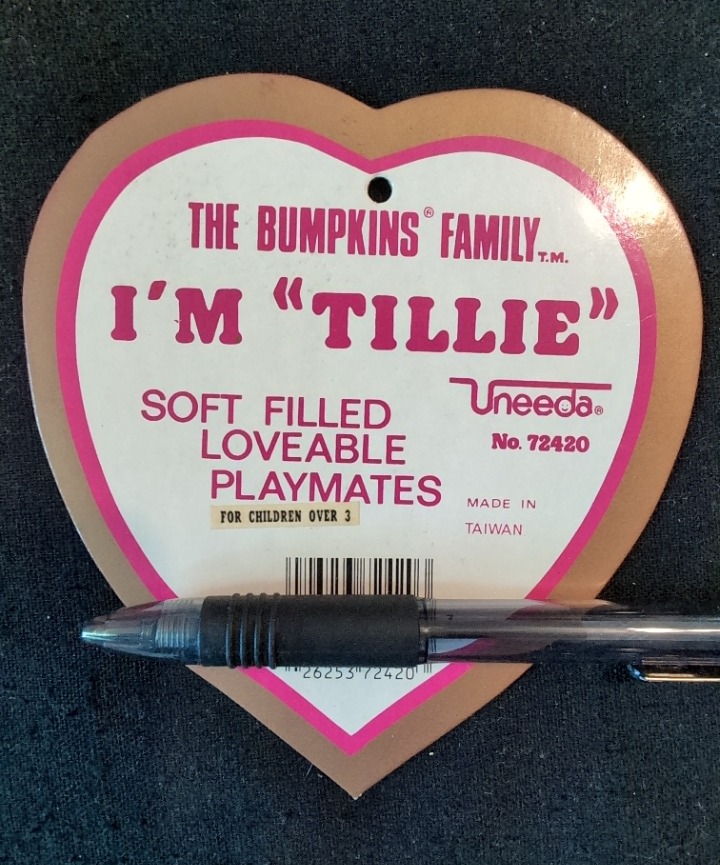 THE BUMPKINS® FAMILY T.M.
I'M "TILLIE"
SOFT FILLED
LOVEABLE
PLAYMATES
FOR CHILDREN OVER 3
Uneeda®
No. 72420
MADE IN
TAIWAN
26253 72420